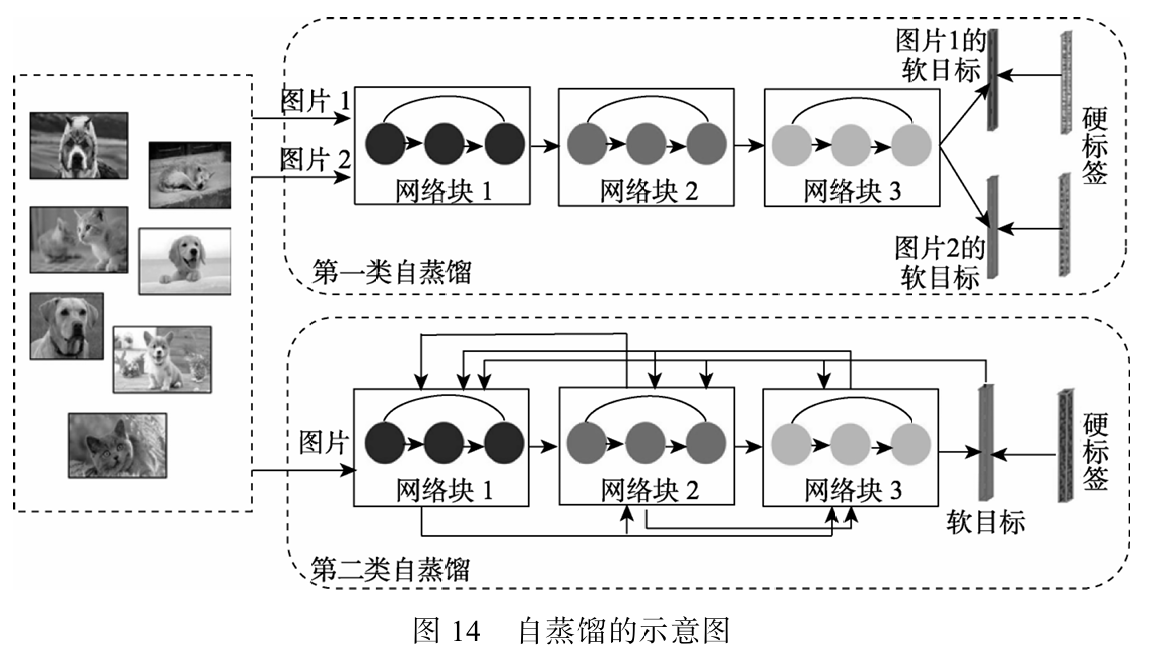 图片1的
软目标
图片 1
图片 2
硬标签
网络块 1
网络块 2
网络块 3
图片2的
软目标
第一类自蒸馏
图片
硬标签
网络块 1
网络块 2
网络块 3
软目标
第二类自蒸馏
图 14 自蒸馏的示意图